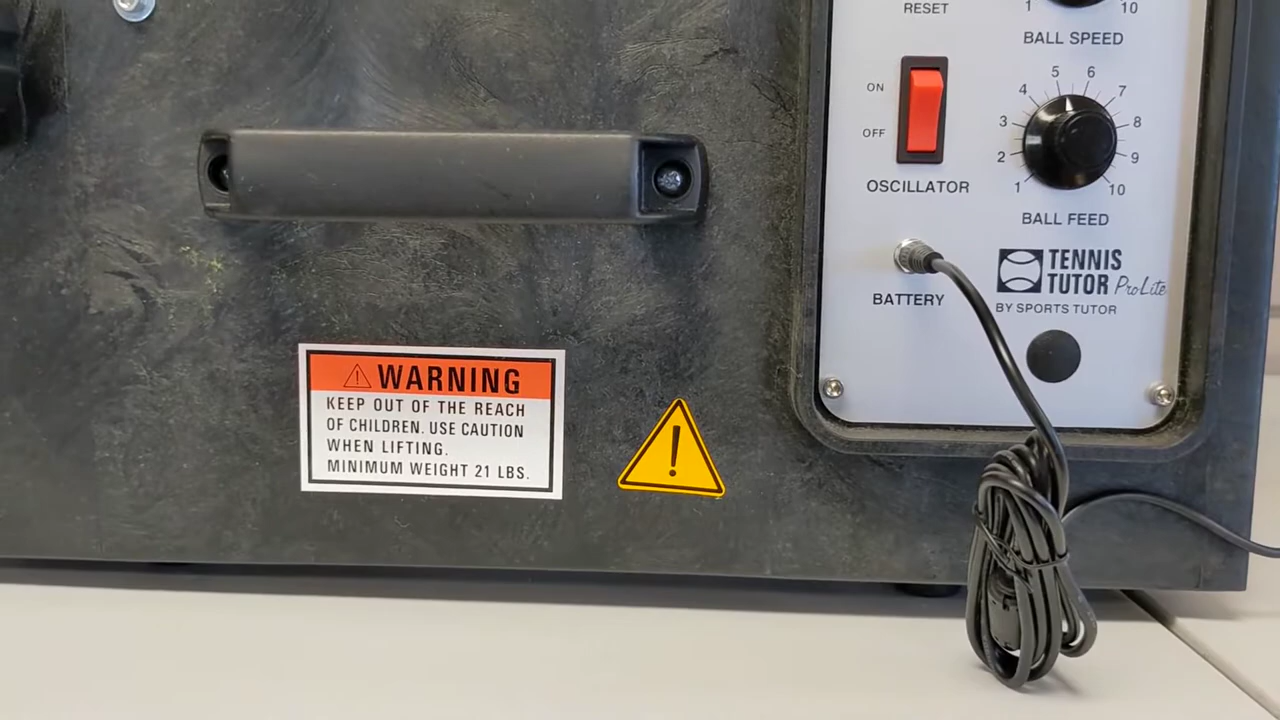 RESET
1 10
BALL SPEED
ON
OFF
OSCILLATOR
1 2 3 4 5 6 7 8 9 10
BALL FEED
BATTERY
TENNIS
TUTOR ProLite
BY SPORTS TUTOR
WARNING
KEEP OUT OF THE REACH
OF CHILDREN. USE CAUTION
WHEN LIFTING.
MINIMUM WEIGHT 21 LBS.
!